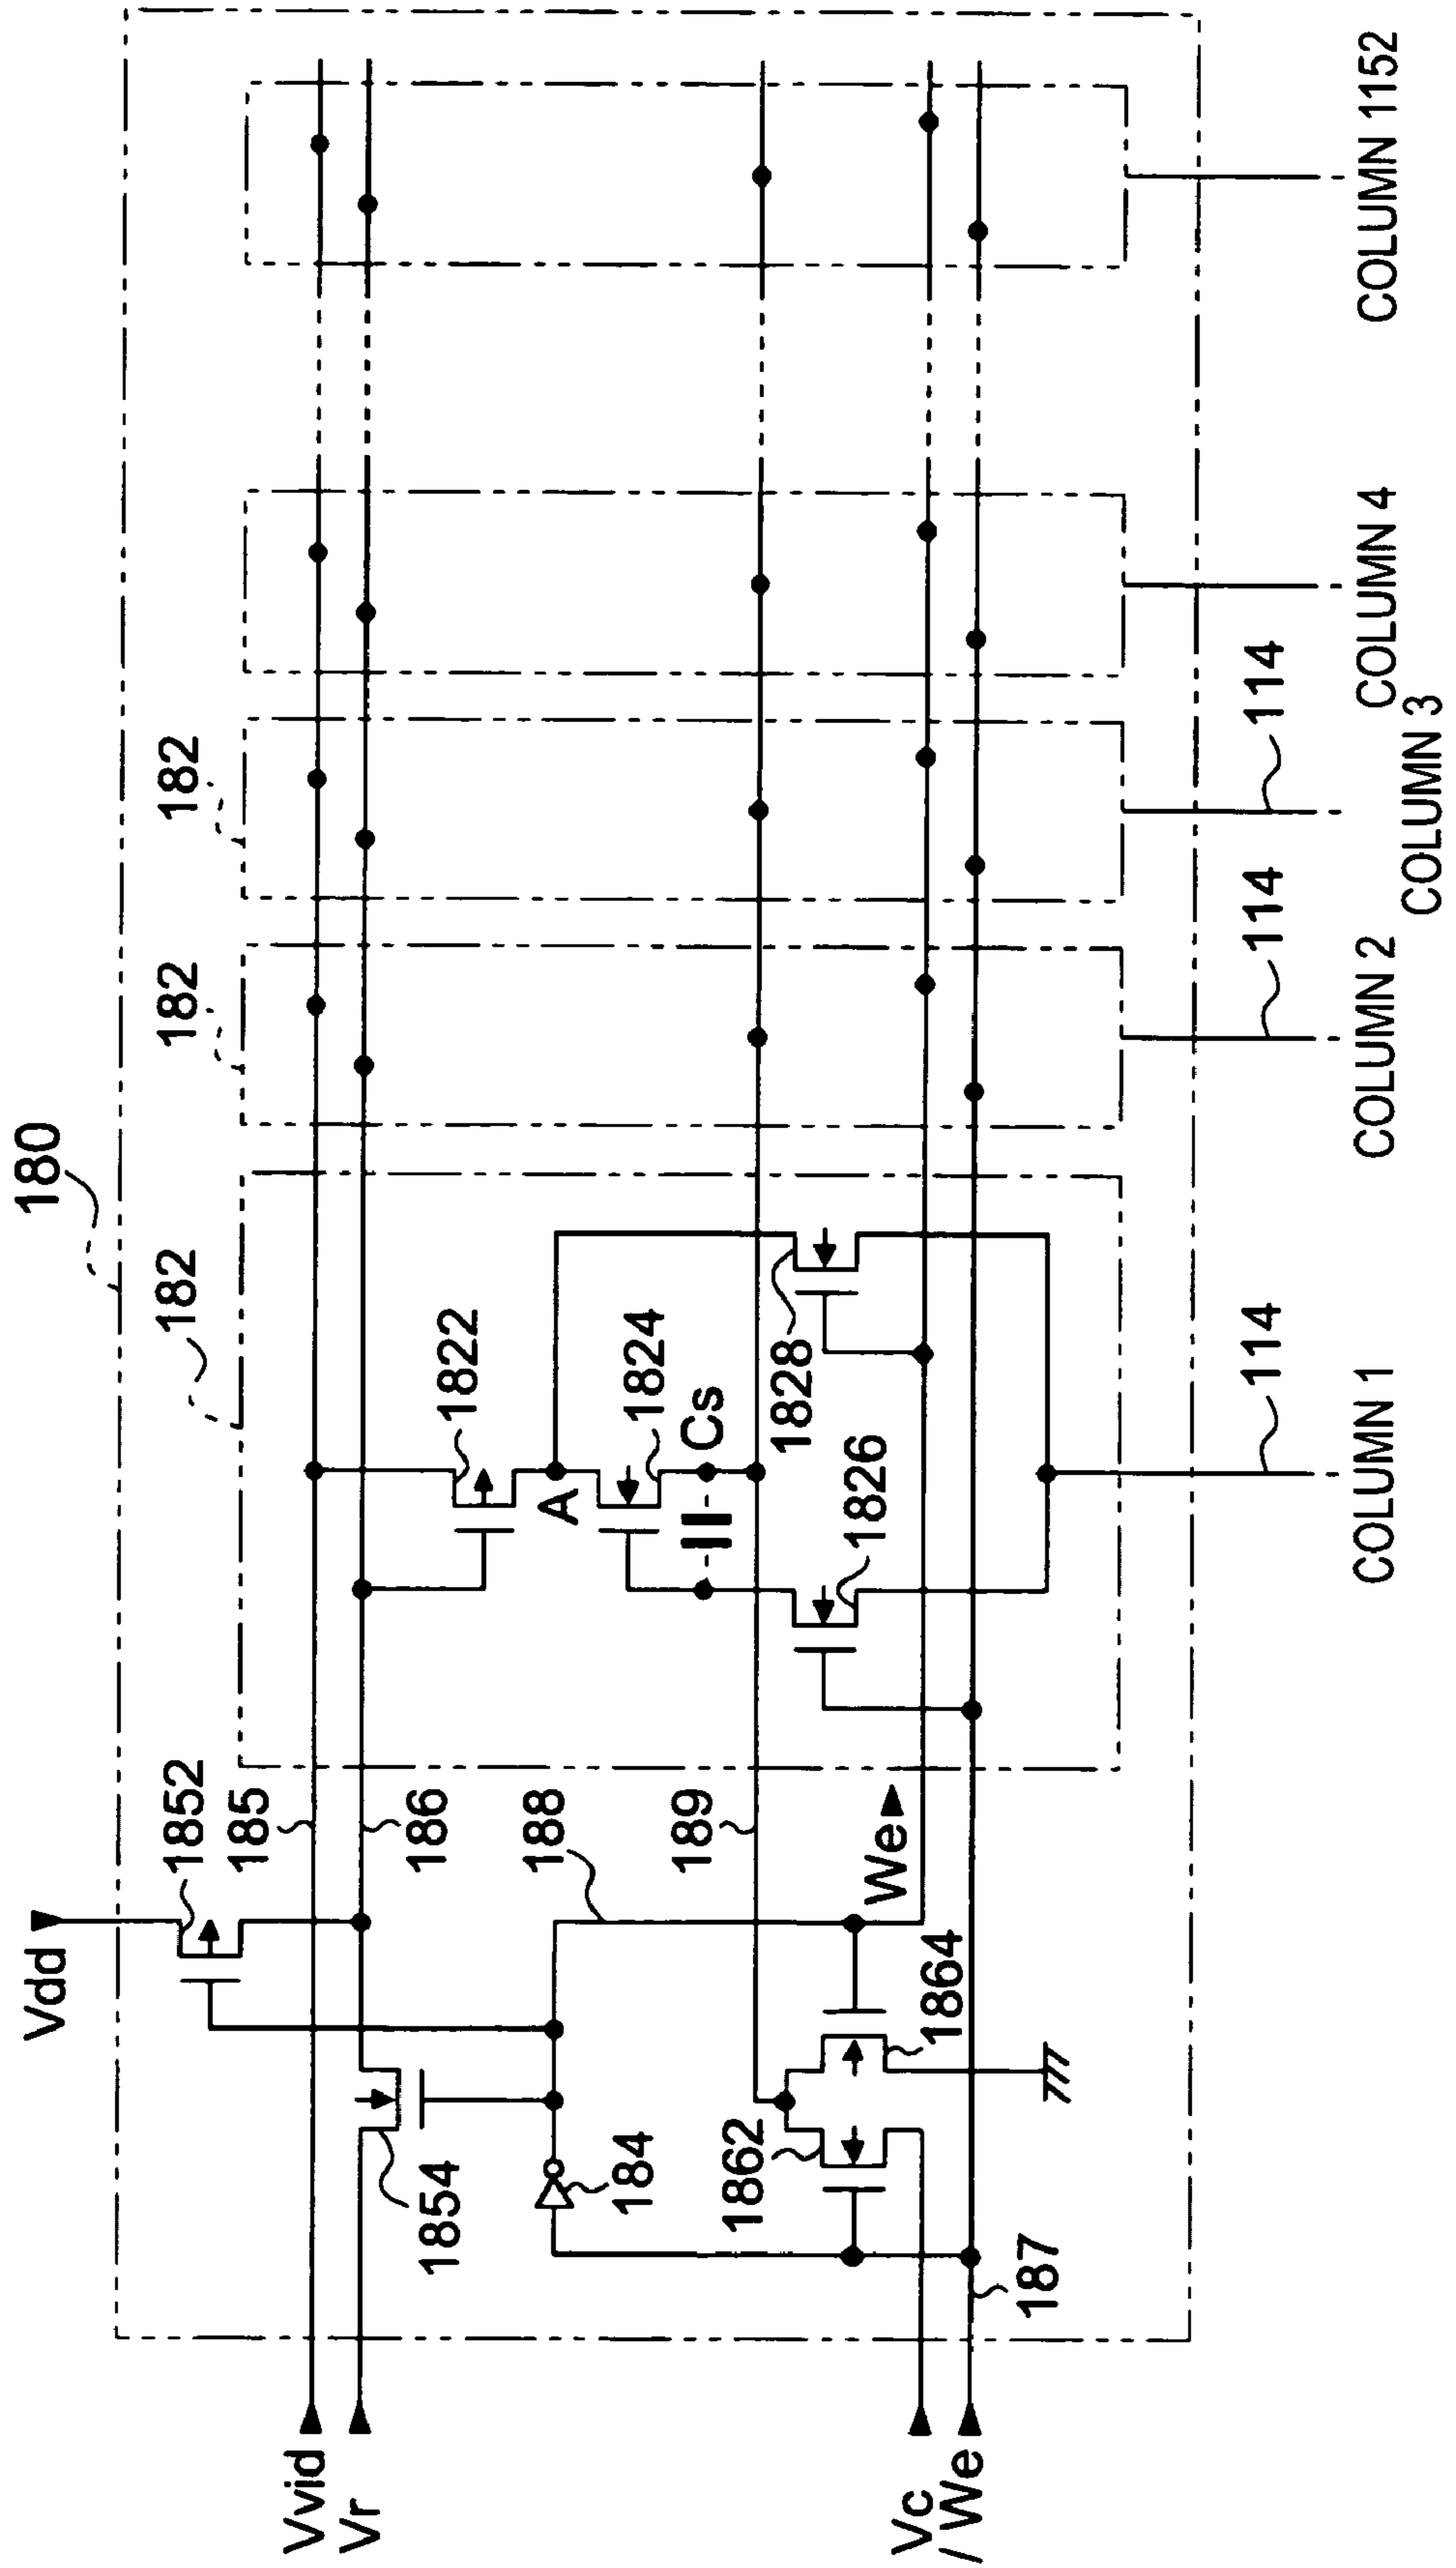 180
Vdd
1852
182
182
182
185
Vvid
Vr
186
1822
1854
188
A
1824
184
Cs
189
1862
1828
We
1826
1864
Vc
/ We
187
114
114
114
COLUMN 1
COLUMN 2
COLUMN 3
COLUMN 4
COLUMN 1152